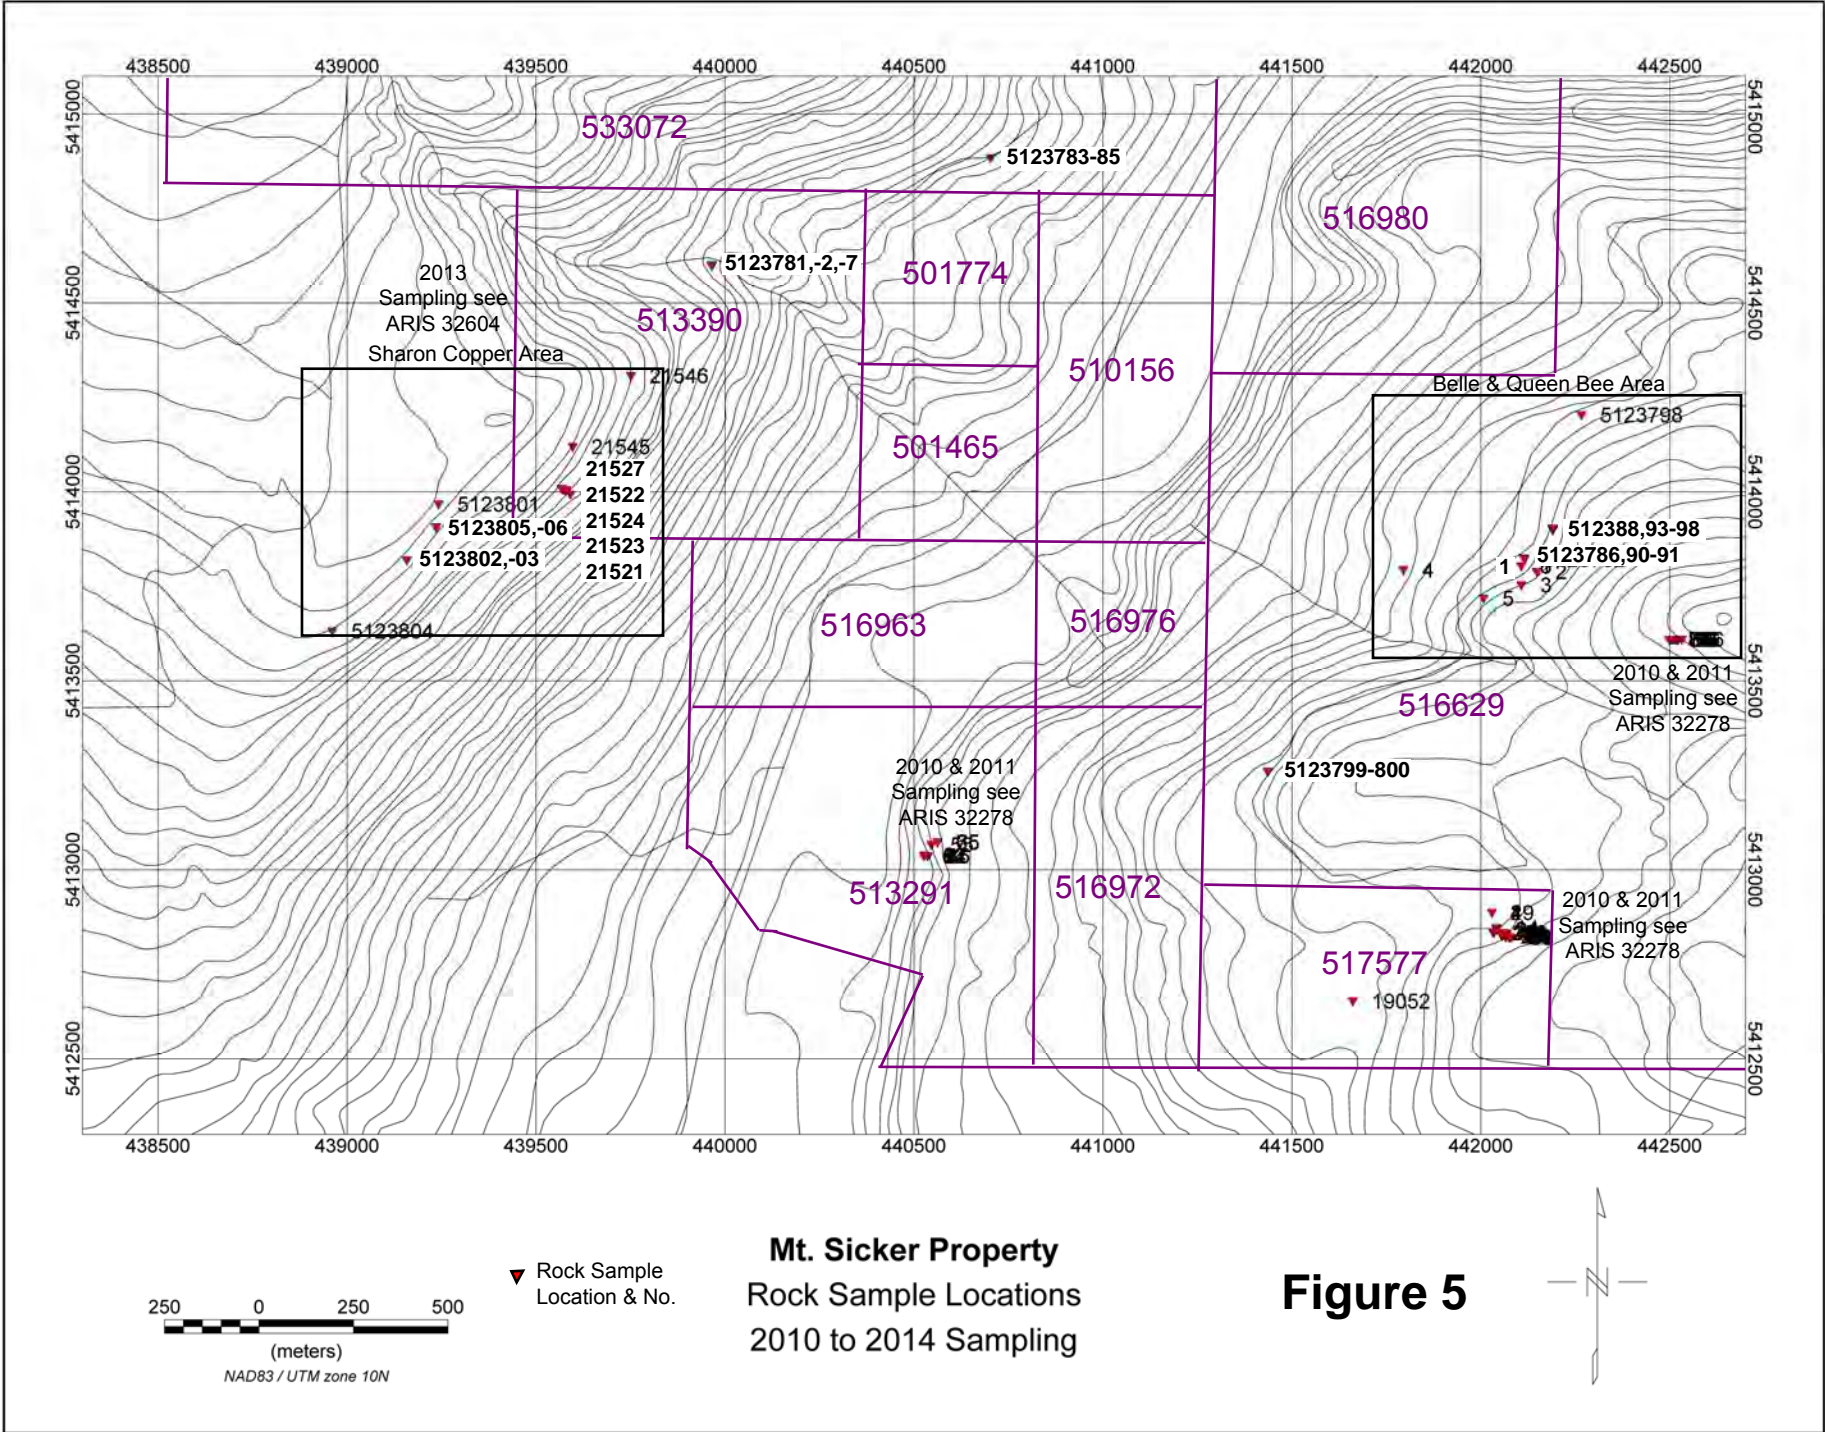 438500 439000 439500 440000 440500 441000 441500 442000 442500
5415000
5414500
5414000
5413500
5413000
5412500
5415000
5414500
5414000
5413500
5413000
5412500
533072
5123783-85
516980
5123781,-2,-7
501774
2013
Sampling see
ARIS 32604
Sharon Copper Area
513390
510156
21546
Belle & Queen Bee Area
5123798
501465
21545
21527
21522
21524
21523
21521
5123801
5123805,-06
5123802,-03
5123804
512388,93-98
5123786,90-91
1
2
3
4
5
516963
516976
2010 & 2011
Sampling see
ARIS 32278
516629
5123799-800
2010 & 2011
Sampling see
ARIS 32278
513291
516972
2010 & 2011
Sampling see
ARIS 32278
517577
19052
438500 439000 439500 440000 440500 441000 441500 442000 442500
250 0 250 500
(meters)
NAD83 / UTM zone 10N
Rock Sample
Location & No.
Mt. Sicker Property
Rock Sample Locations
2010 to 2014 Sampling
Figure 5
N